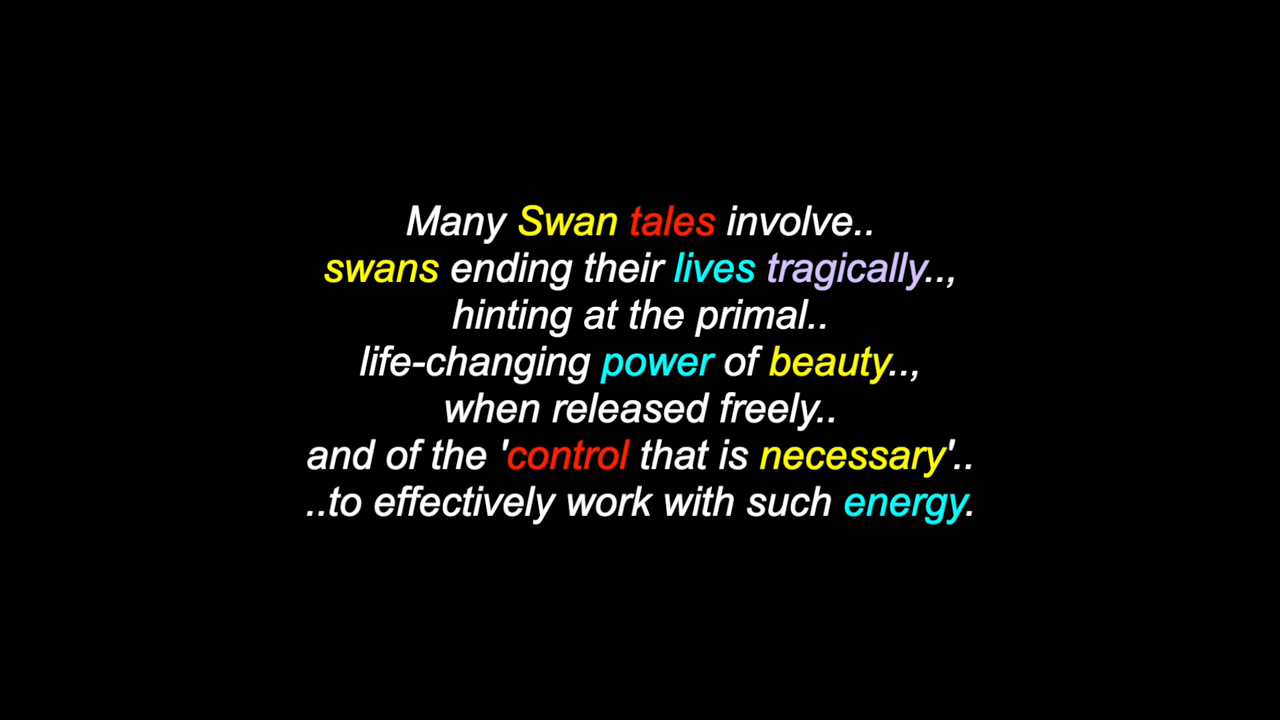 Many Swan tales involve..
swans ending their lives tragically..,
hinting at the primal..
life-changing power of beauty..,
when released freely..
and of the 'control that is necessary'..
..to effectively work with such energy.